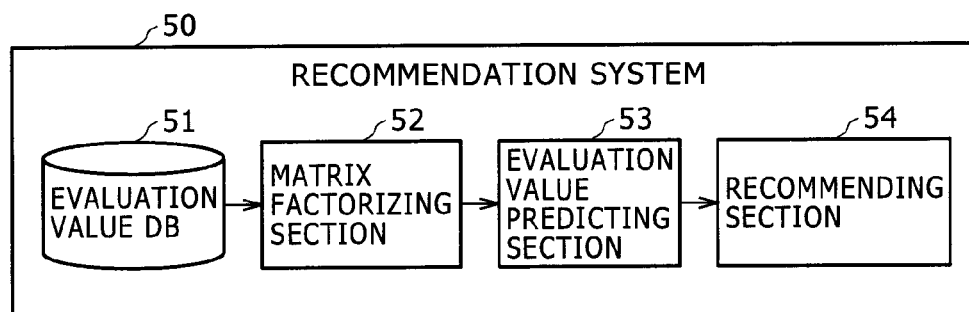 50
RECOMMENDATION SYSTEM
51
EVALUATION
VALUE DB
52
MATRIX
FACTORIZING
SECTION
53
EVALUATION
VALUE
PREDICTING
SECTION
54
RECOMMENDING
SECTION